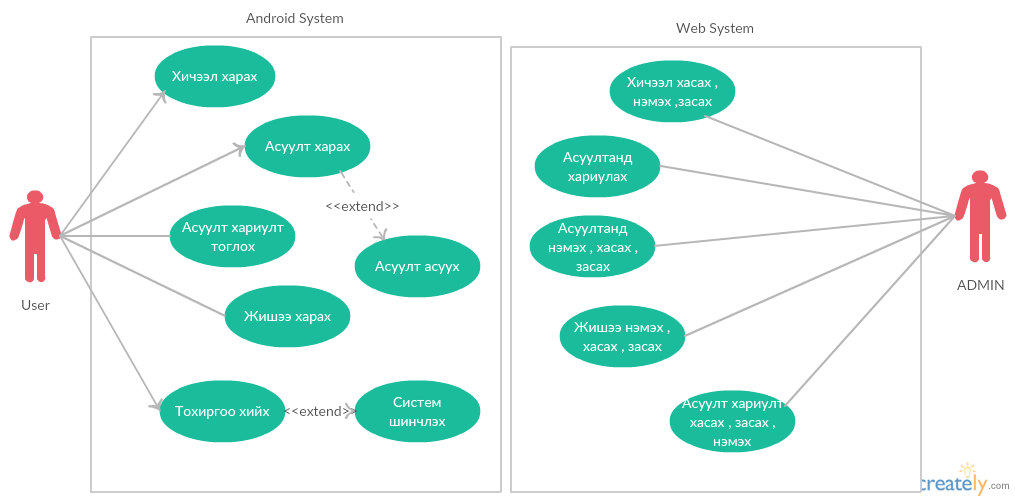 Android System
Web System
Хичээл харах
Асуулт харах
<<extend>>
Асуулт хариулт
тоглох
Асуулт асуух
Жишээ харах
Тохиргоо хийх
<<extend>>
Систем
шинчлэх
User
Хичээл хасах ,
нэмэх ,засах
Асуултанд
хариулах
Асуултанд
нэмэх , хасах ,
засах
Жишээ нэмэх ,
хасах , засах
Асуулт хариулт
хасах , засах ,
нэмэх
ADMIN
creately.com